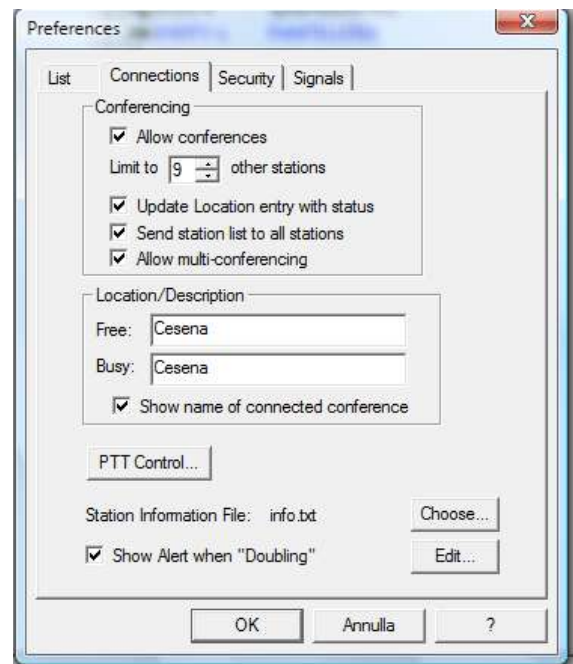 Preferences
List Connections Security Signals
Conferencing
Allow conferences
Limit to 9 other stations
Update Location entry with status
Send station list to all stations
Allow multi-conferencing
Location/Description
Free: Cesena
Busy: Cesena
Show name of connected conference
PTT Control...
Station Information File: info.txt Choose...
Show Alert when "Doubling" Edit...
OK Annulla ?